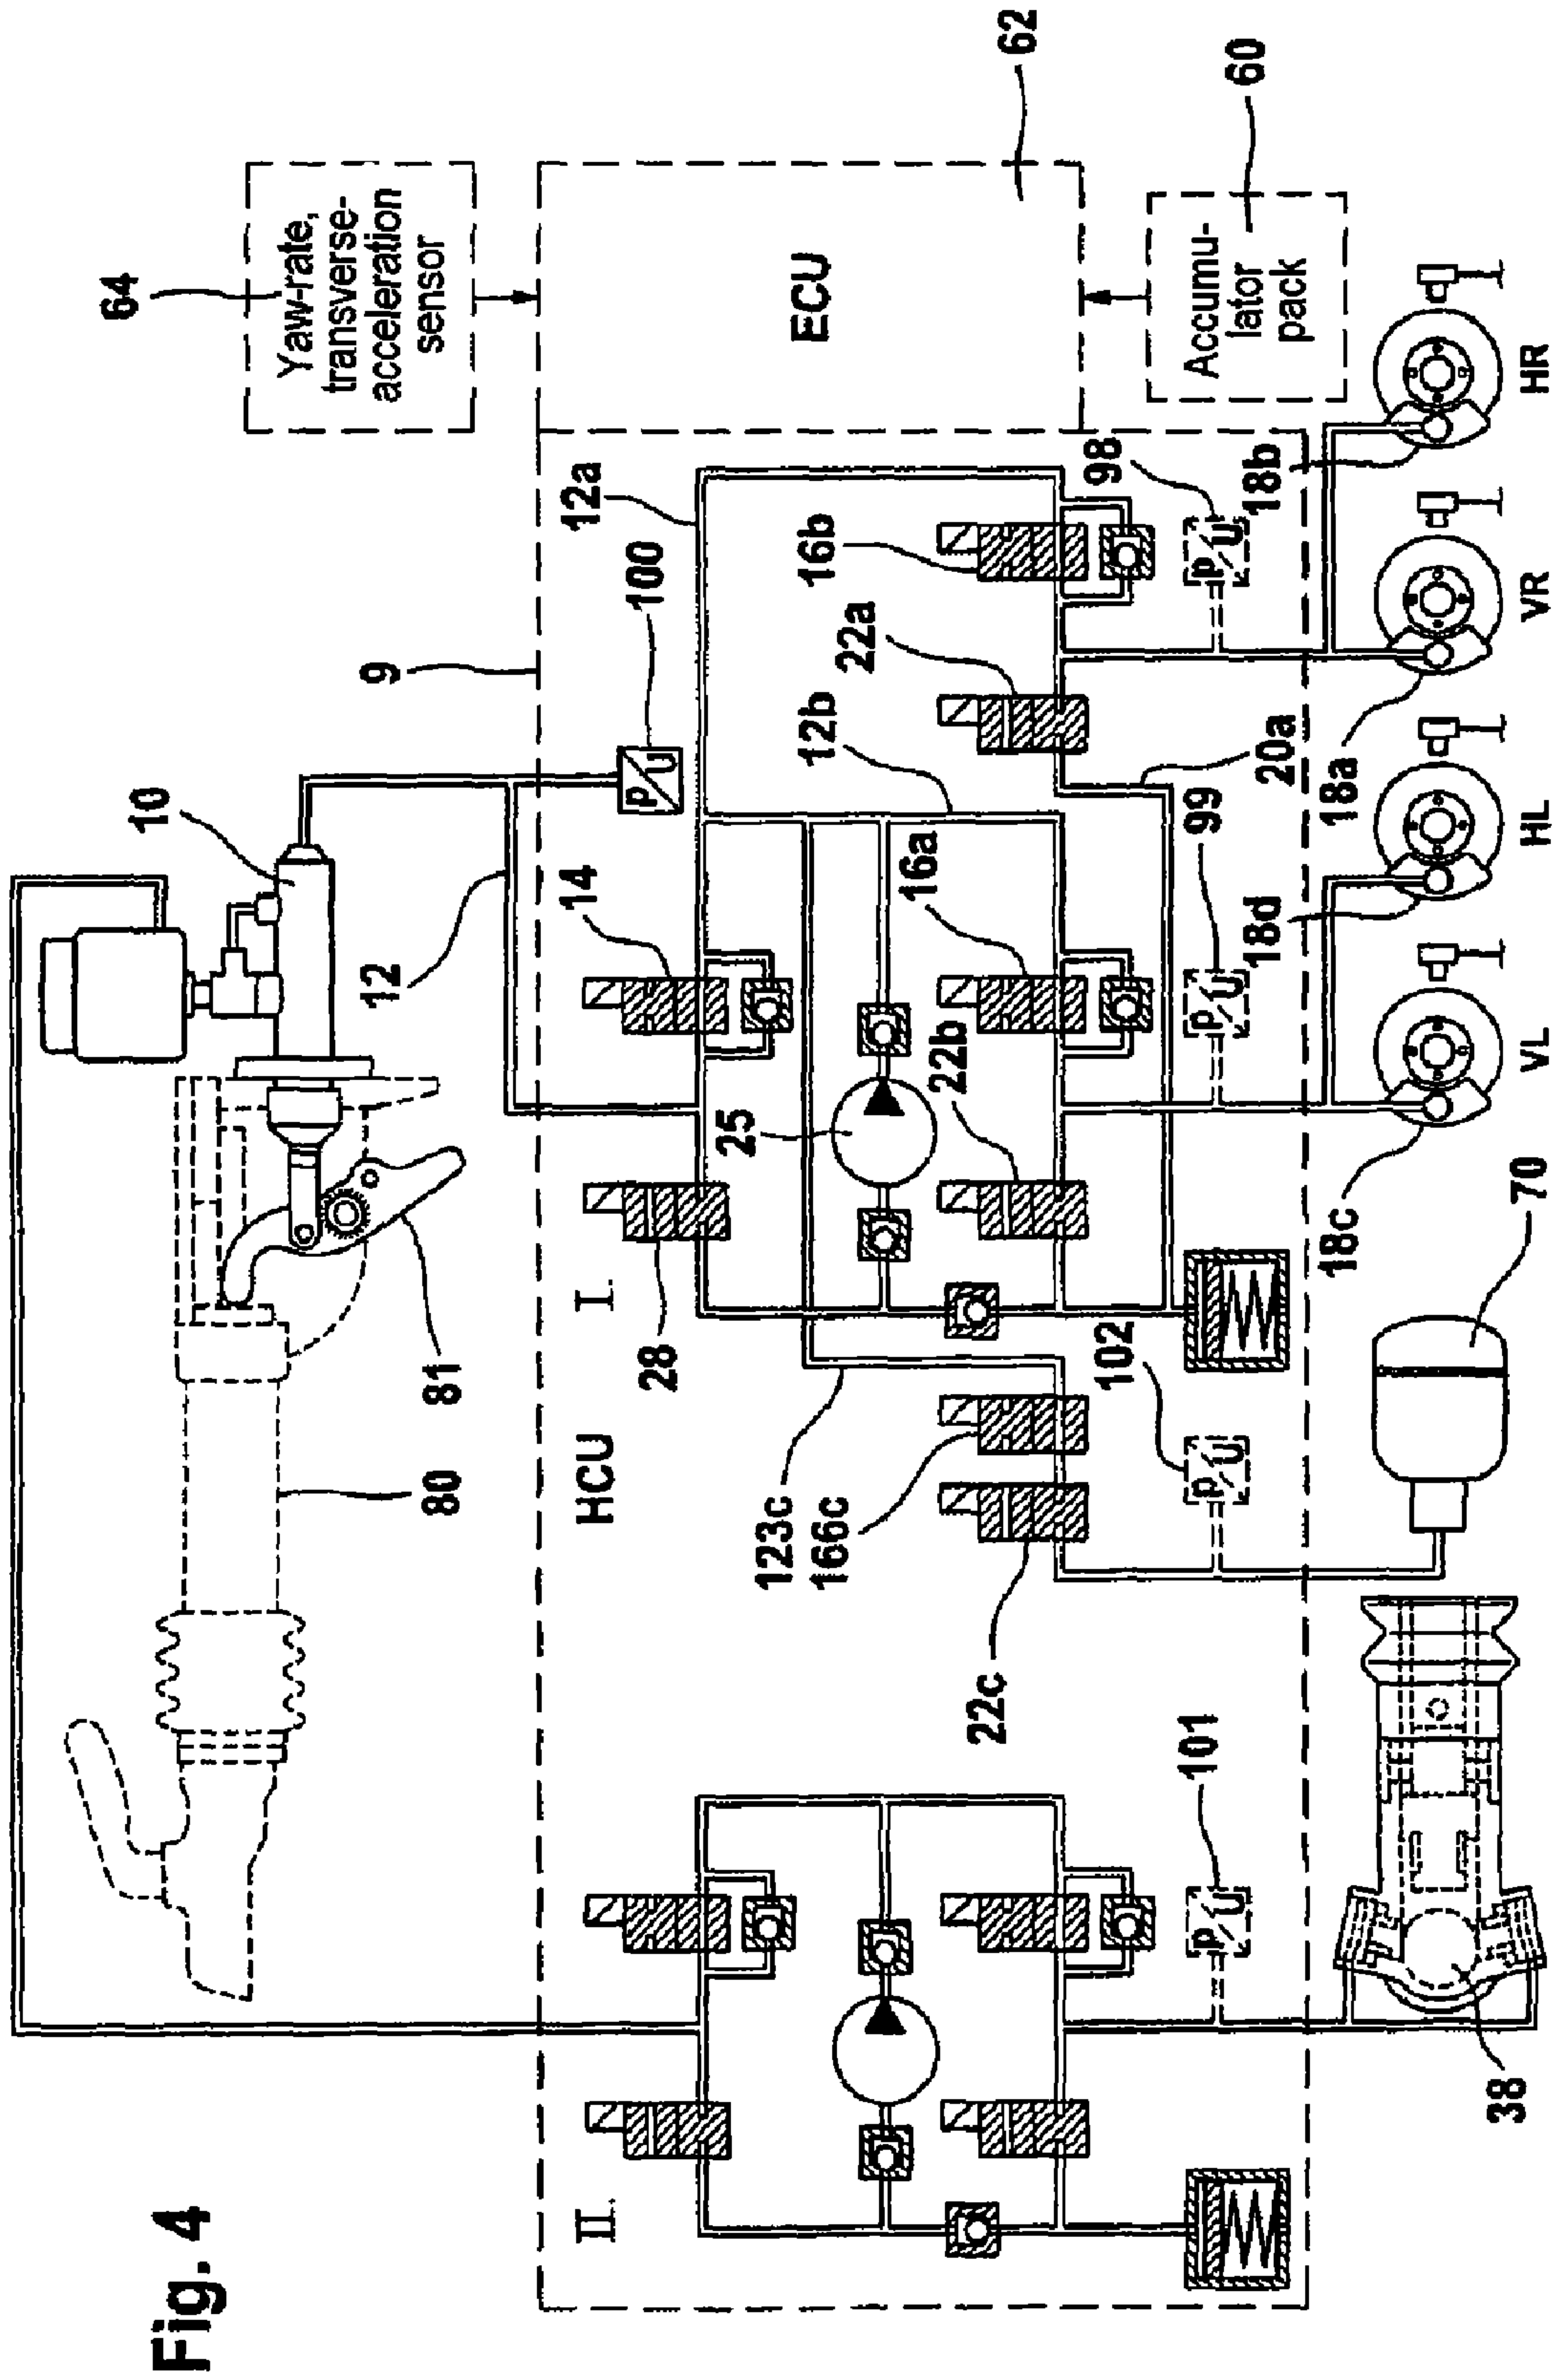 Fig. 4
64
Yaw-rate,
transverse-
acceleration
sensor
62
ECU
60
Accumu-
lator
pack
10
12
9
100
P
U
12a
14
16b
98
P
U
18b
22a
12b
20a
18a
16a
99
P
U
18d
25
22b
18c
81
80
I.
28
HCU
123c
166c
102
P
U
22c
70
101
P
U
38
II.
VL
HL
VR
HR